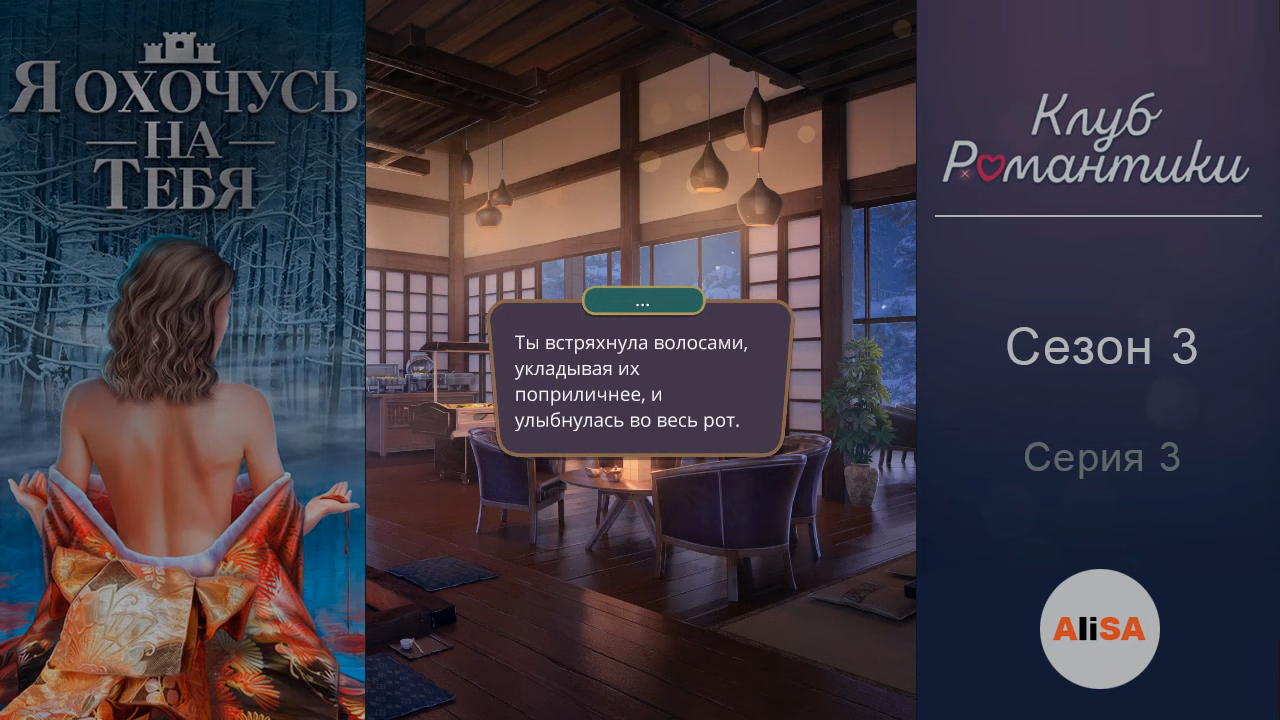 Я ОХОЧУСЬ
НА
ТЕБЯ
...
Ты встряхнула волосами,
укладывая их
поприличнее, и
улыбнулась во весь рот.
Клуб
Романтики
Сезон 3
Серия 3
AliSA